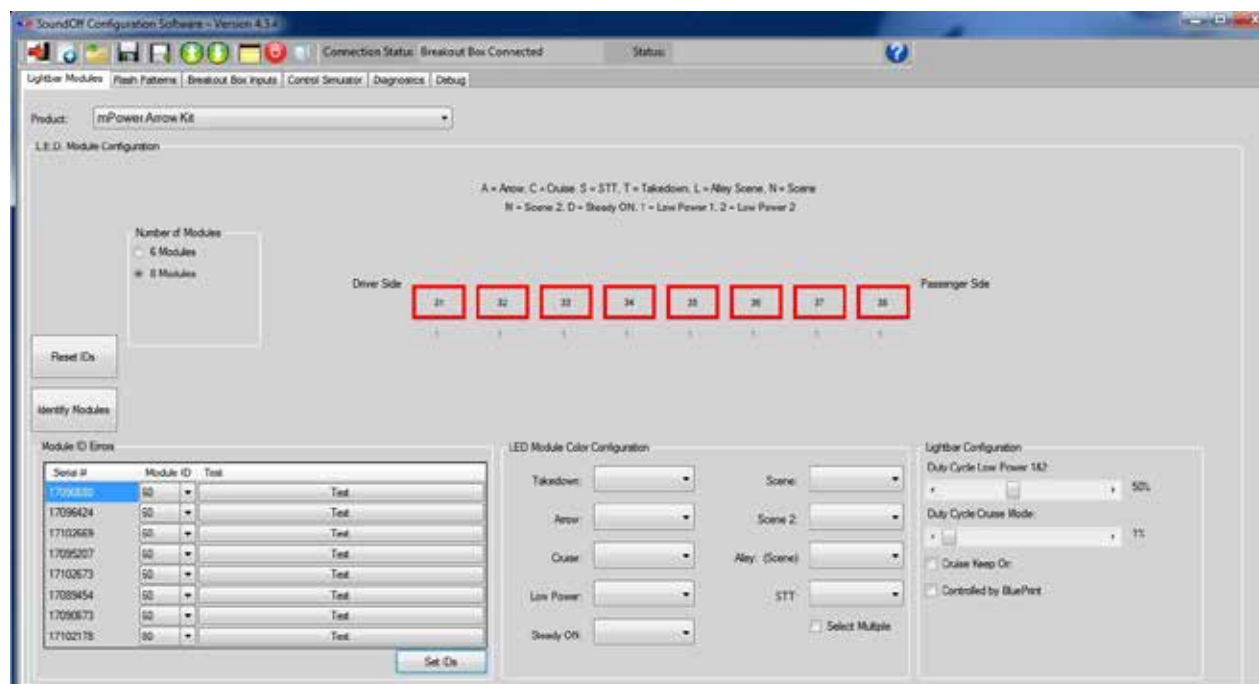 SoundOff Configuration Software - Version 4.3.4
Connection Status: Breakout Box Connected Status:
Lightbar Modules Flash Patterns Breakout Box Inputs Control Simulator Diagnostics Debug
Product: mPower Arrow Kit
L.E.D. Module Configuration
A = Arrow, C = Cruise S = STT, T = Takedown, L = Alley Scene, N = Scene
M = Scene 2, D = Steady ON, 1 = Low Power 1, 2 = Low Power 2
Number of Modules
6 Modules
8 Modules
Driver Side
31 32 33 34 35 36 37 38
Passenger Side
Reset IDs
Identify Modules
Module ID Errors
Serial # Module ID Test
60 Test
17096424 60 Test
17102669 60 Test
17095207 60 Test
17102673 60 Test
17089454 60 Test
17090673 60 Test
17102178 Test
Set IDs
LED Module Color Configuration
Takedown: Scene:
Arrow: Scene 2:
Cruise: Alley: (Scene)
Low Power: STT:
Steady ON: Select Multiple
Lightbar Configuration
Duty Cycle Low Power 1&2:
50%
Duty Cycle Cruise Mode:
1%
Cruise Keep On
Controlled by BluePrint